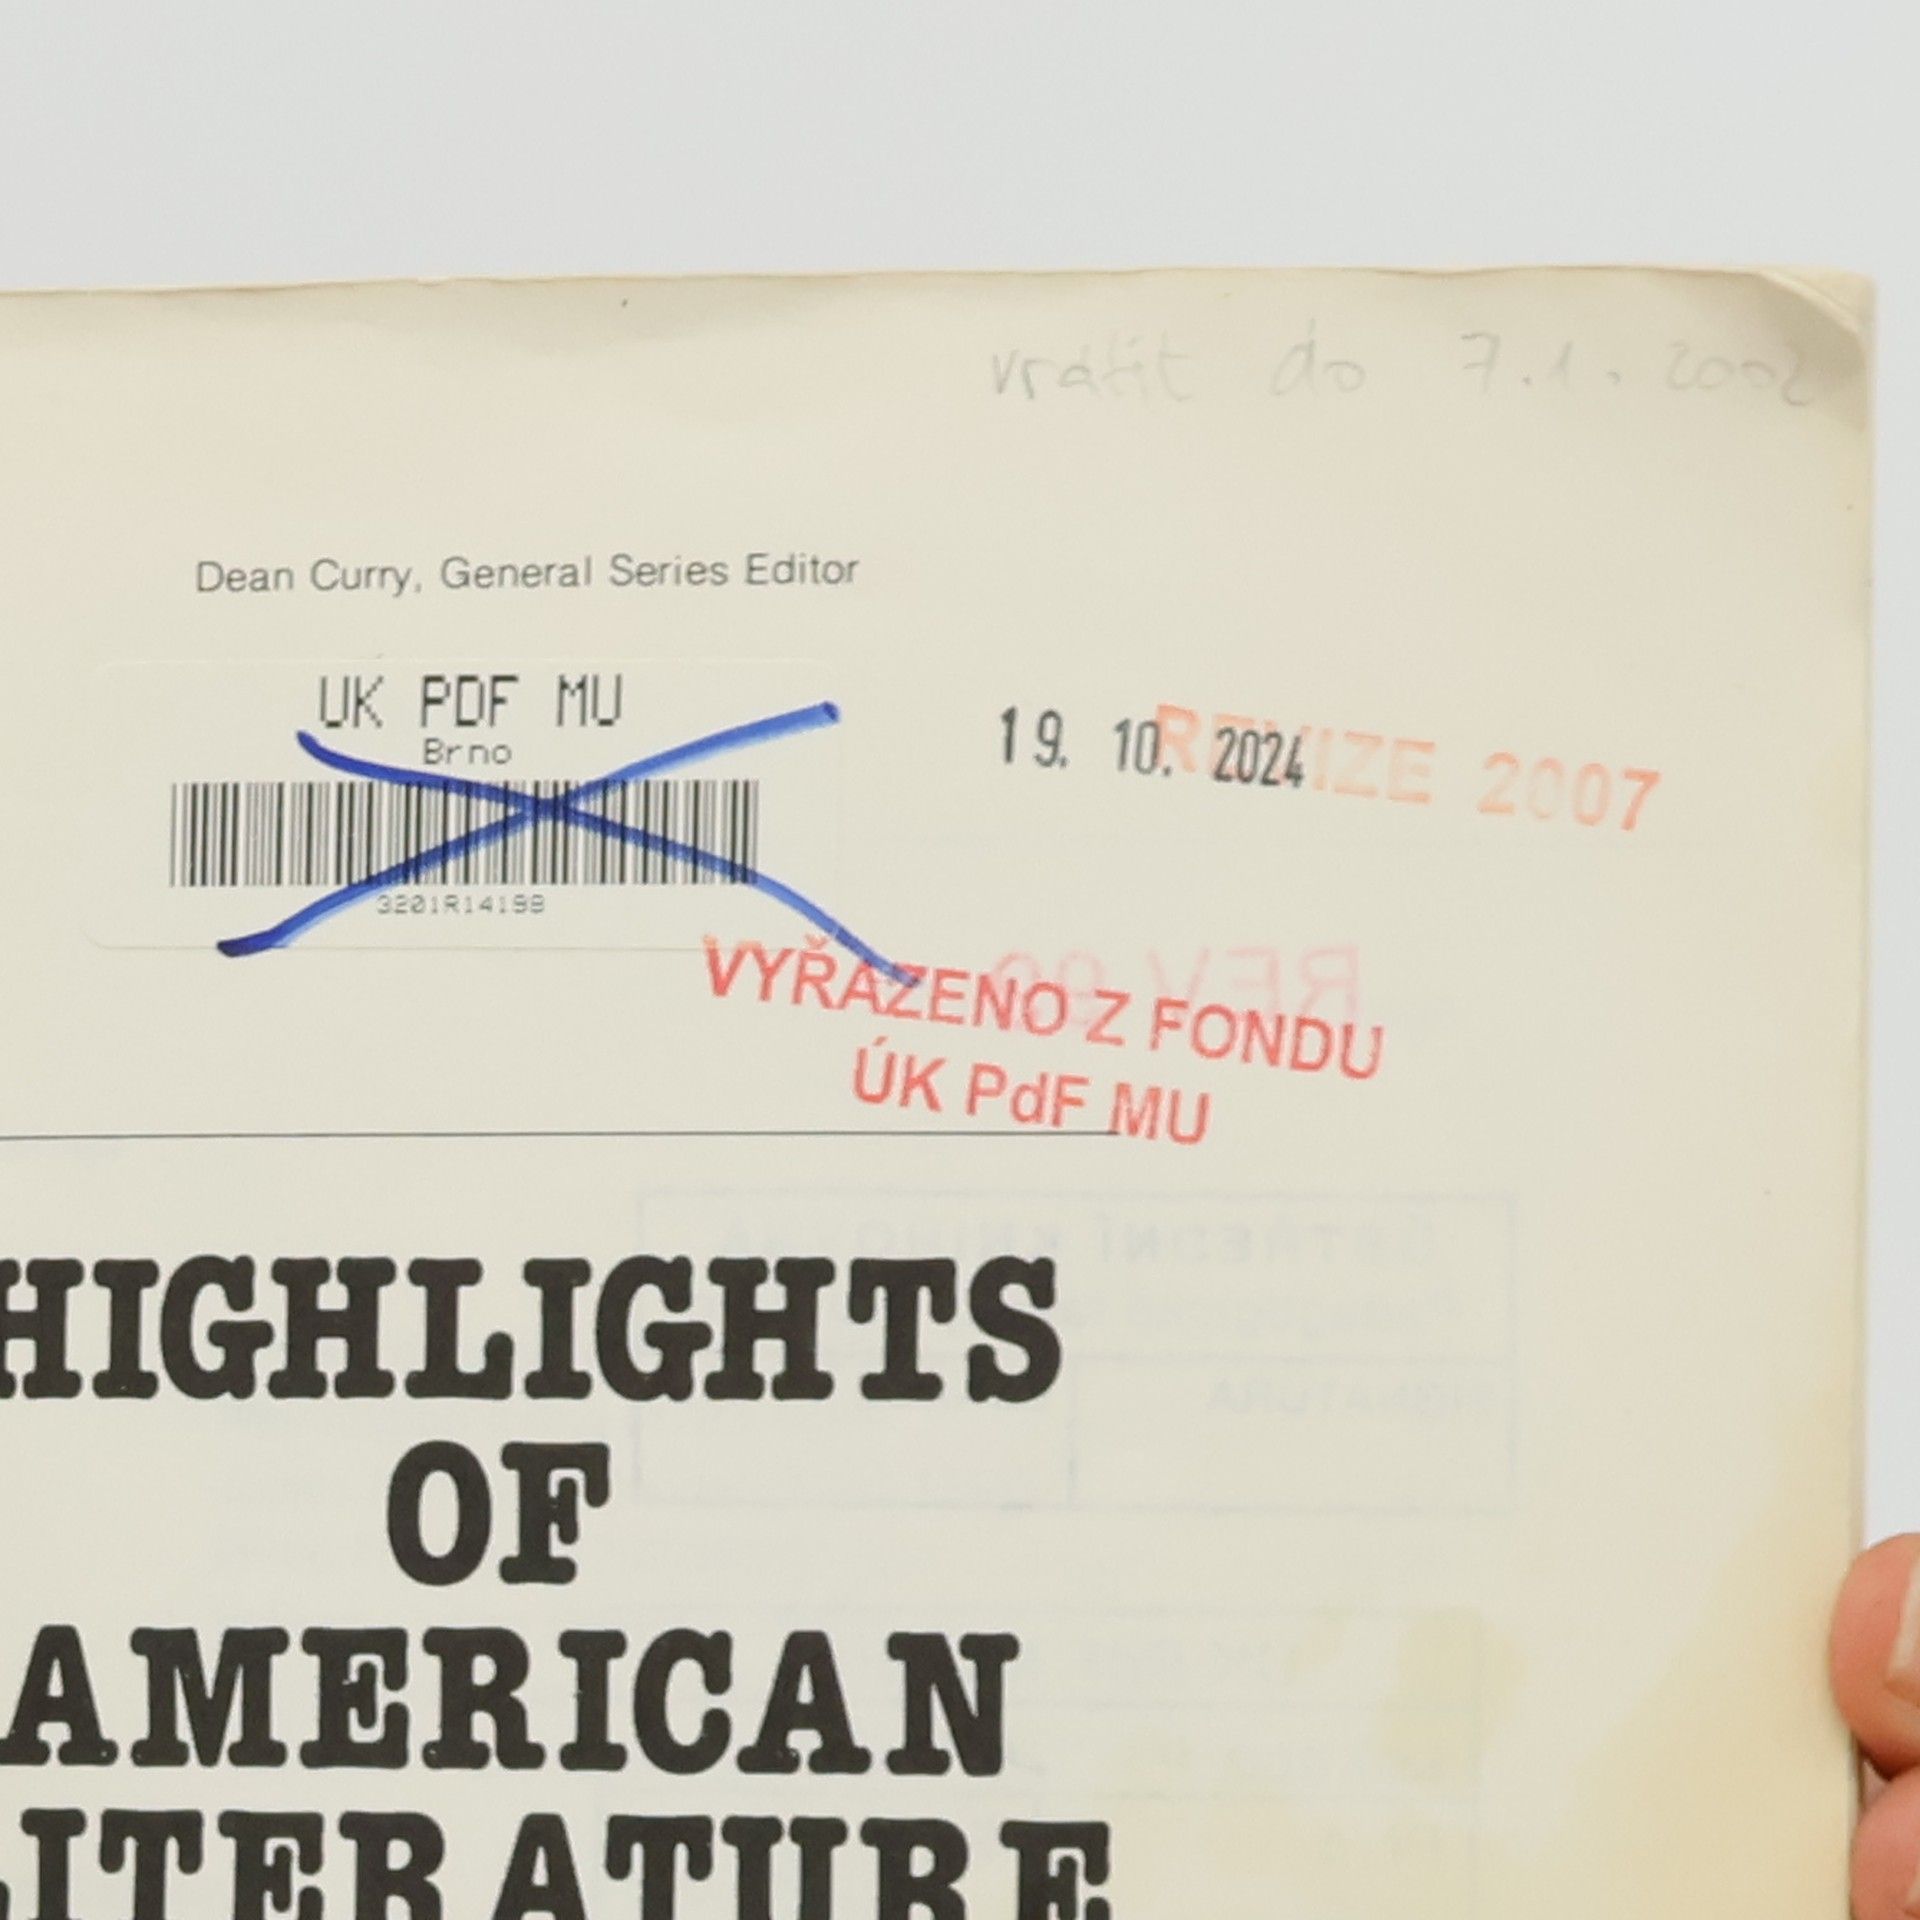 vrátit do 7.1.2002
Dean Curry, General Series Editor
UK PDF MU
Brno
3201R14198
19. 10. 2024
REVIZE 2007
VYŘAZENO Z FONDU
ÚK PdF MU
HIGHLIGHTS
OF
AMERICAN
LITERATURE